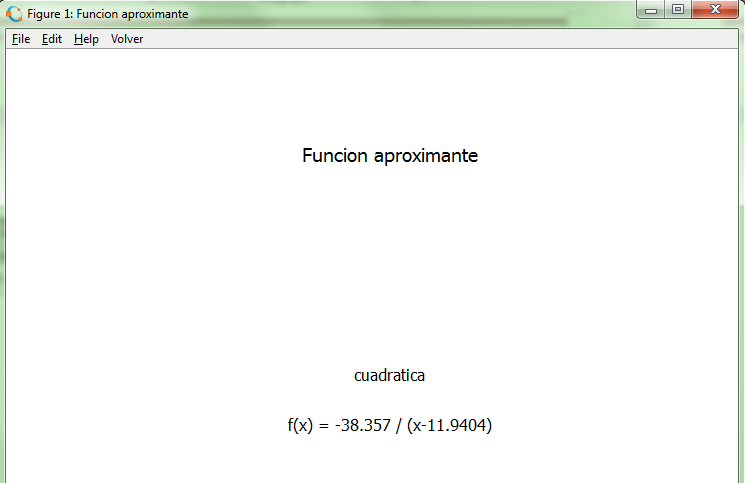 Figure 1: Funcion aproximante
File Edit Help Volver
Funcion aproximante
cuadratica
f(x) = -38.357 / (x-11.9404)